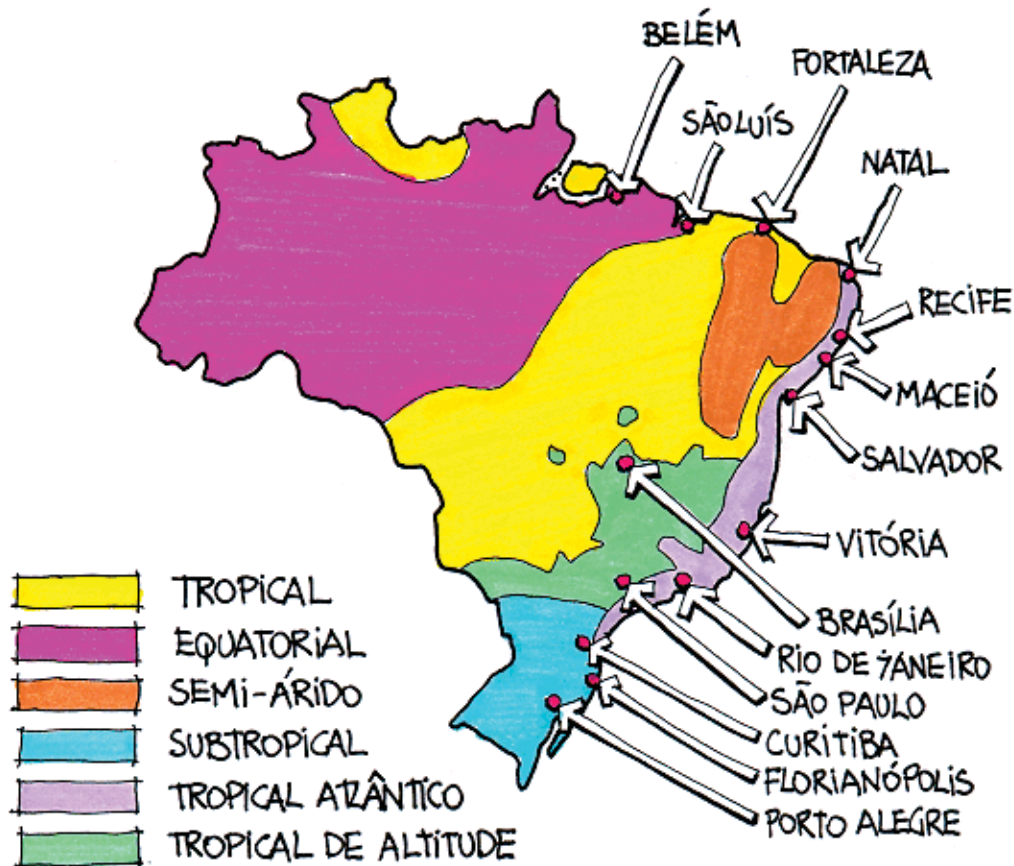 BELÉM
FORTALEZA
SÃO LUÍS
NATAL
RECIFE
MACEIÓ
SALVADOR
VITÓRIA
BRASÍLIA
RIO DE JANEIRO
SÃO PAULO
CURITIBA
FLORIANÓPOLIS
PORTO ALEGRE
TROPICAL
EQUATORIAL
SEMI-ÁRIDO
SUBTROPICAL
TROPICAL ATLÂNTICO
TROPICAL DE ALTITUDE